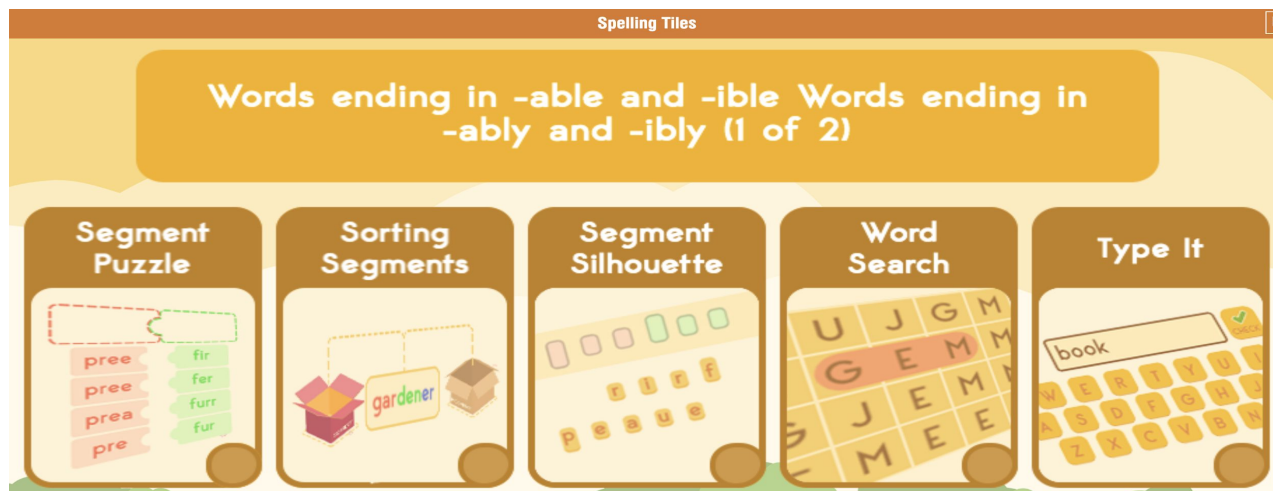 Spelling Tiles
Words ending in -able and -ible Words ending in
-ably and -ibly (1 of 2)
Segment
Puzzle
pree
pree
prea
pre
fir
fer
furr
fur
Sorting
Segments
gardener
Segment
Silhouette
r i r f
p e a u e
Word
Search
U J G M
G E M M
G J E M M
M E E E
Type It
book
CHECK
W E R T Y U I
A S D F G H J
Z X C V B N